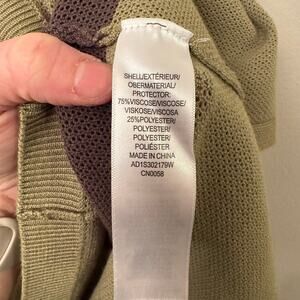 SHELL/EXTÉRIEUR/
OBERMATERIAL/
PROTECTOR:
75%VISCOSE/VISCOSE/
VISKOSE/VISCOSA
25%POLYESTER/
POLYESTER/
POLYESTER/
POLIÉSTER
MADE IN CHINA
AD1S302179W
CN0058